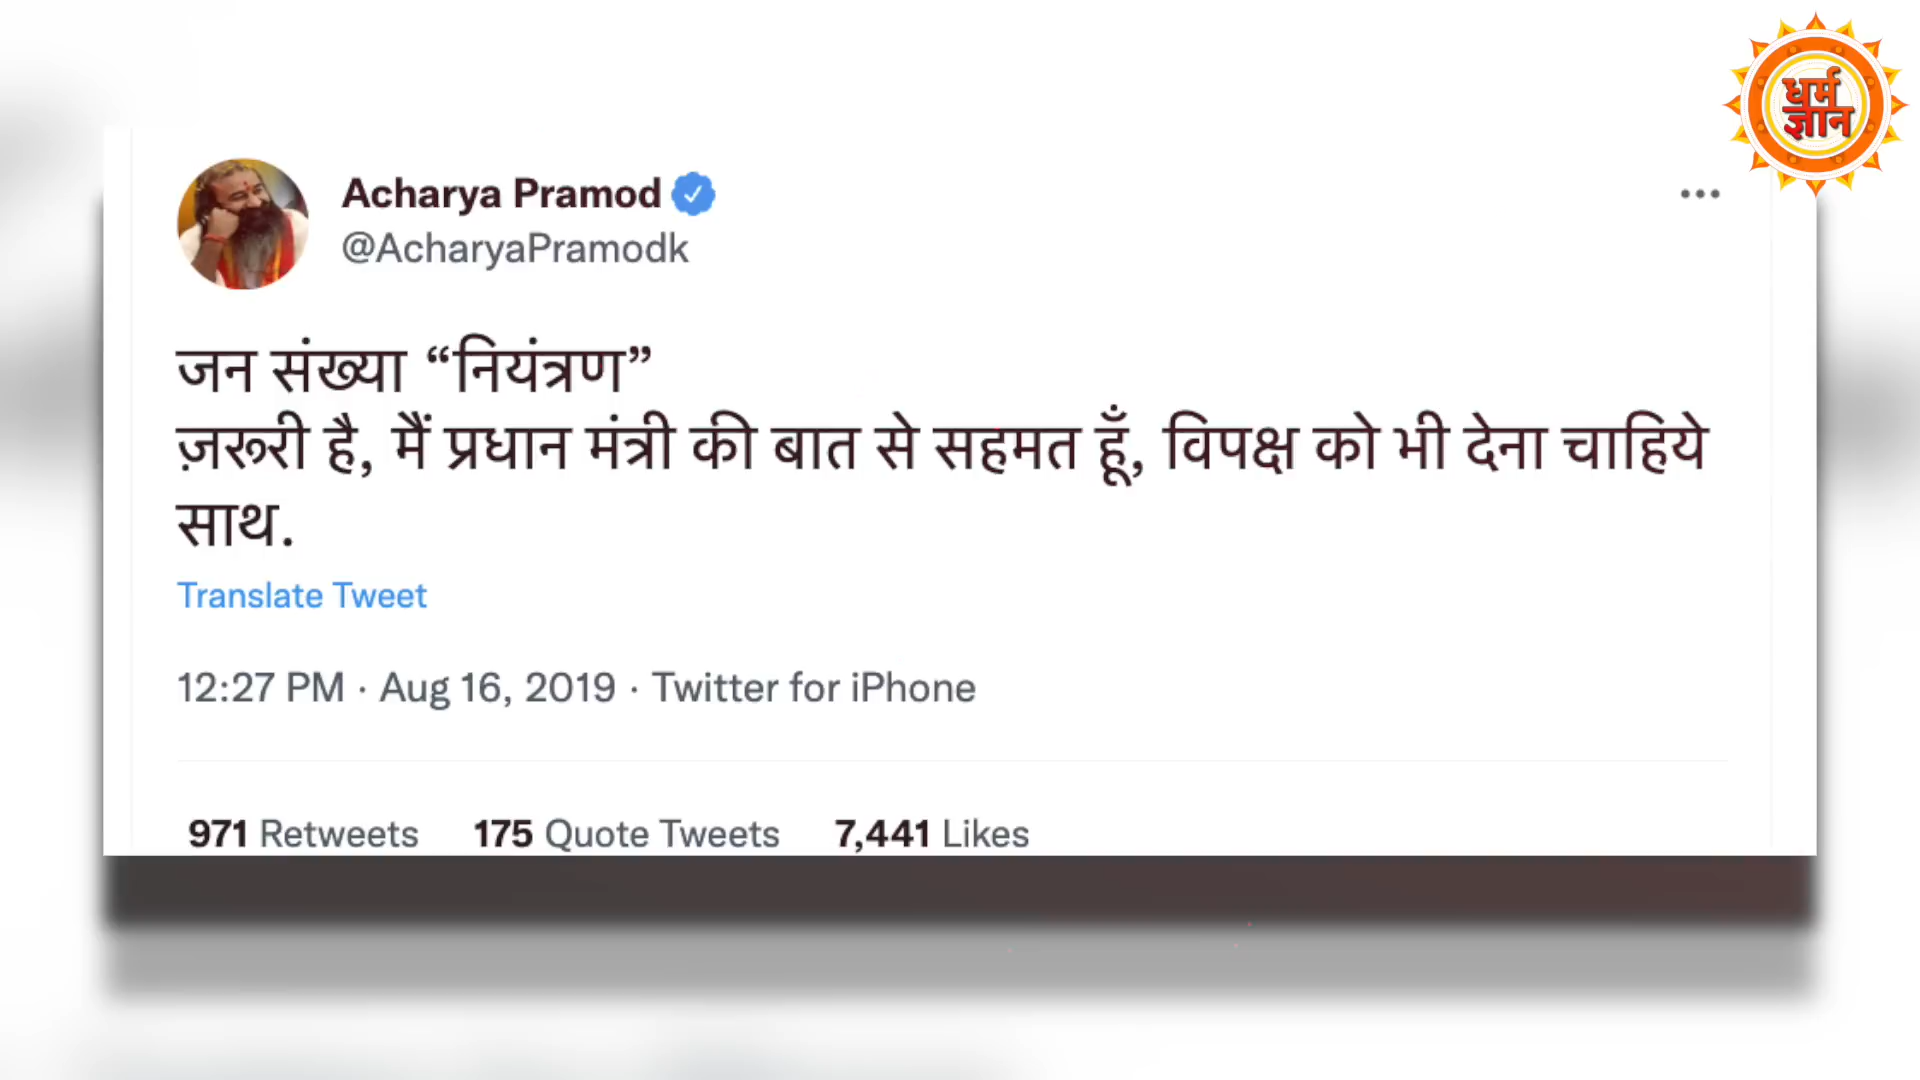 धर्म
ज्ञान
Acharya Pramod
@AcharyaPramodk
जन संख्या “नियंत्रण”
ज़रूरी है, मैं प्रधान मंत्री की बात से सहमत हूँ, विपक्ष को भी देना चाहिये
साथ.
Translate Tweet
12:27 PM · Aug 16, 2019 · Twitter for iPhone
971 Retweets 175 Quote Tweets 7,441 Likes